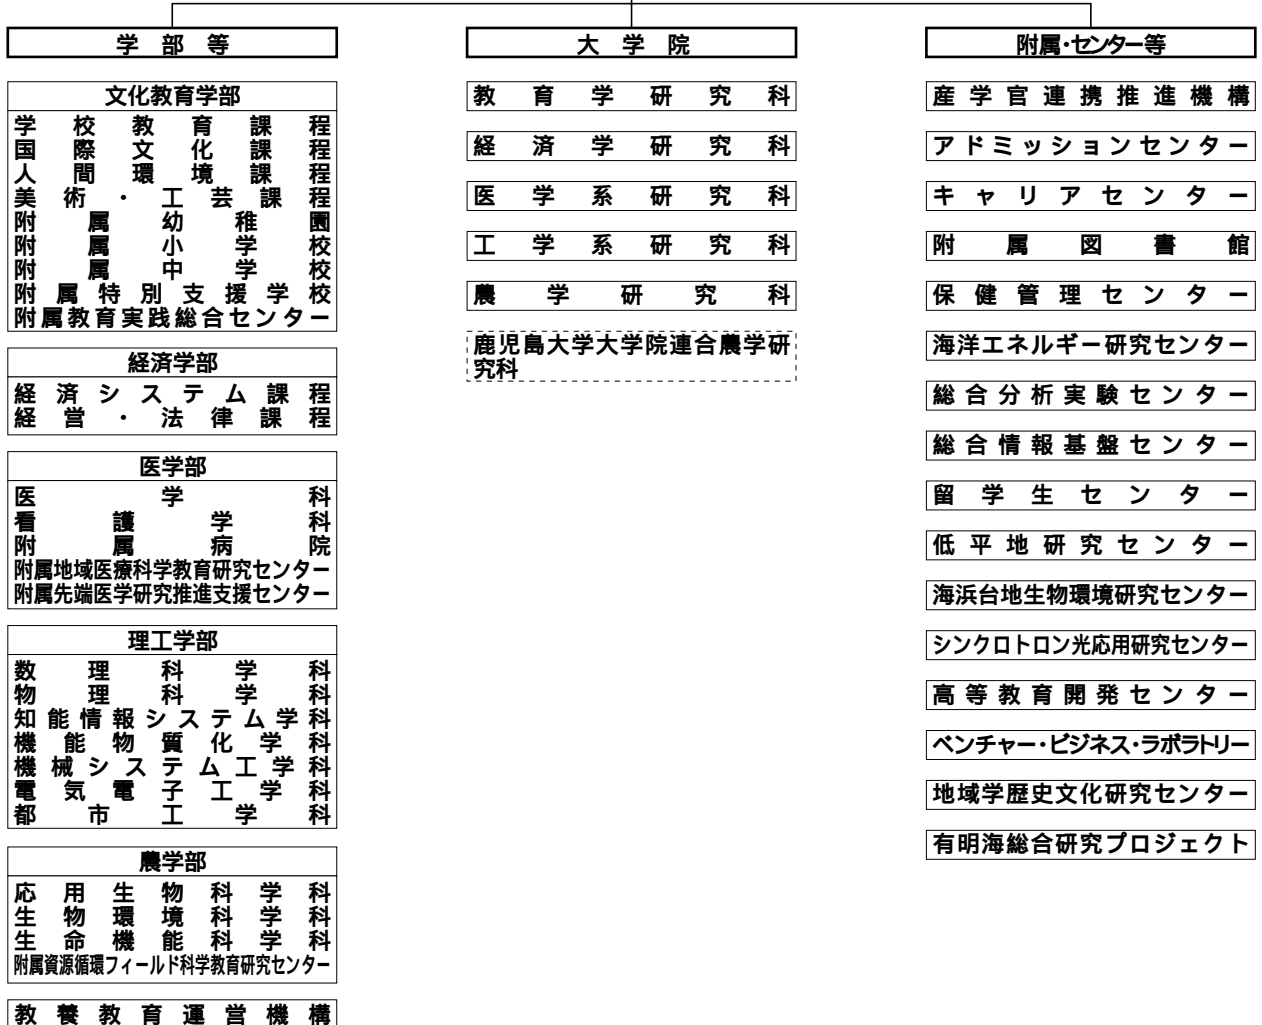 学部等
文化教育学部
学校教育課程
国際文化課程
人間環境課程
美術・工芸課程
附属幼稚園
附属小学校
附属中学校
附属特別支援学校
附属教育実践総合センター
経済学部
経済システム課程
経営・法律課程
医学部
医学科
看護学科
附属病院
附属地域医療科学教育研究センター
附属先端医学研究推進支援センター
理工学部
数理科学科
物理科学科
知能情報システム学科
機能物質化学科
機械システム工学科
電気電子工学科
都市工学科
農学部
応用生物科学科
生物環境科学科
生命機能科学科
附属資源循環フィールド科学教育研究センター
教養教育運営機構
大学院
教育学研究科
経済学研究科
医学系研究科
工学系研究科
農学研究科
鹿児島大学大学院連合農学研
究科
附属・センター等
産学官連携推進機構
アドミッションセンター
キャリアセンター
附属図書館
保健管理センター
海洋エネルギー研究センター
総合分析実験センター
総合情報基盤センター
留学生センター
低平地研究センター
海浜台地生物環境研究センター
シンクロトロン光応用研究センター
高等教育開発センター
ベンチャー・ビジネス・ラボラトリー
地域学歴史文化研究センター
有明海総合研究プロジェクト